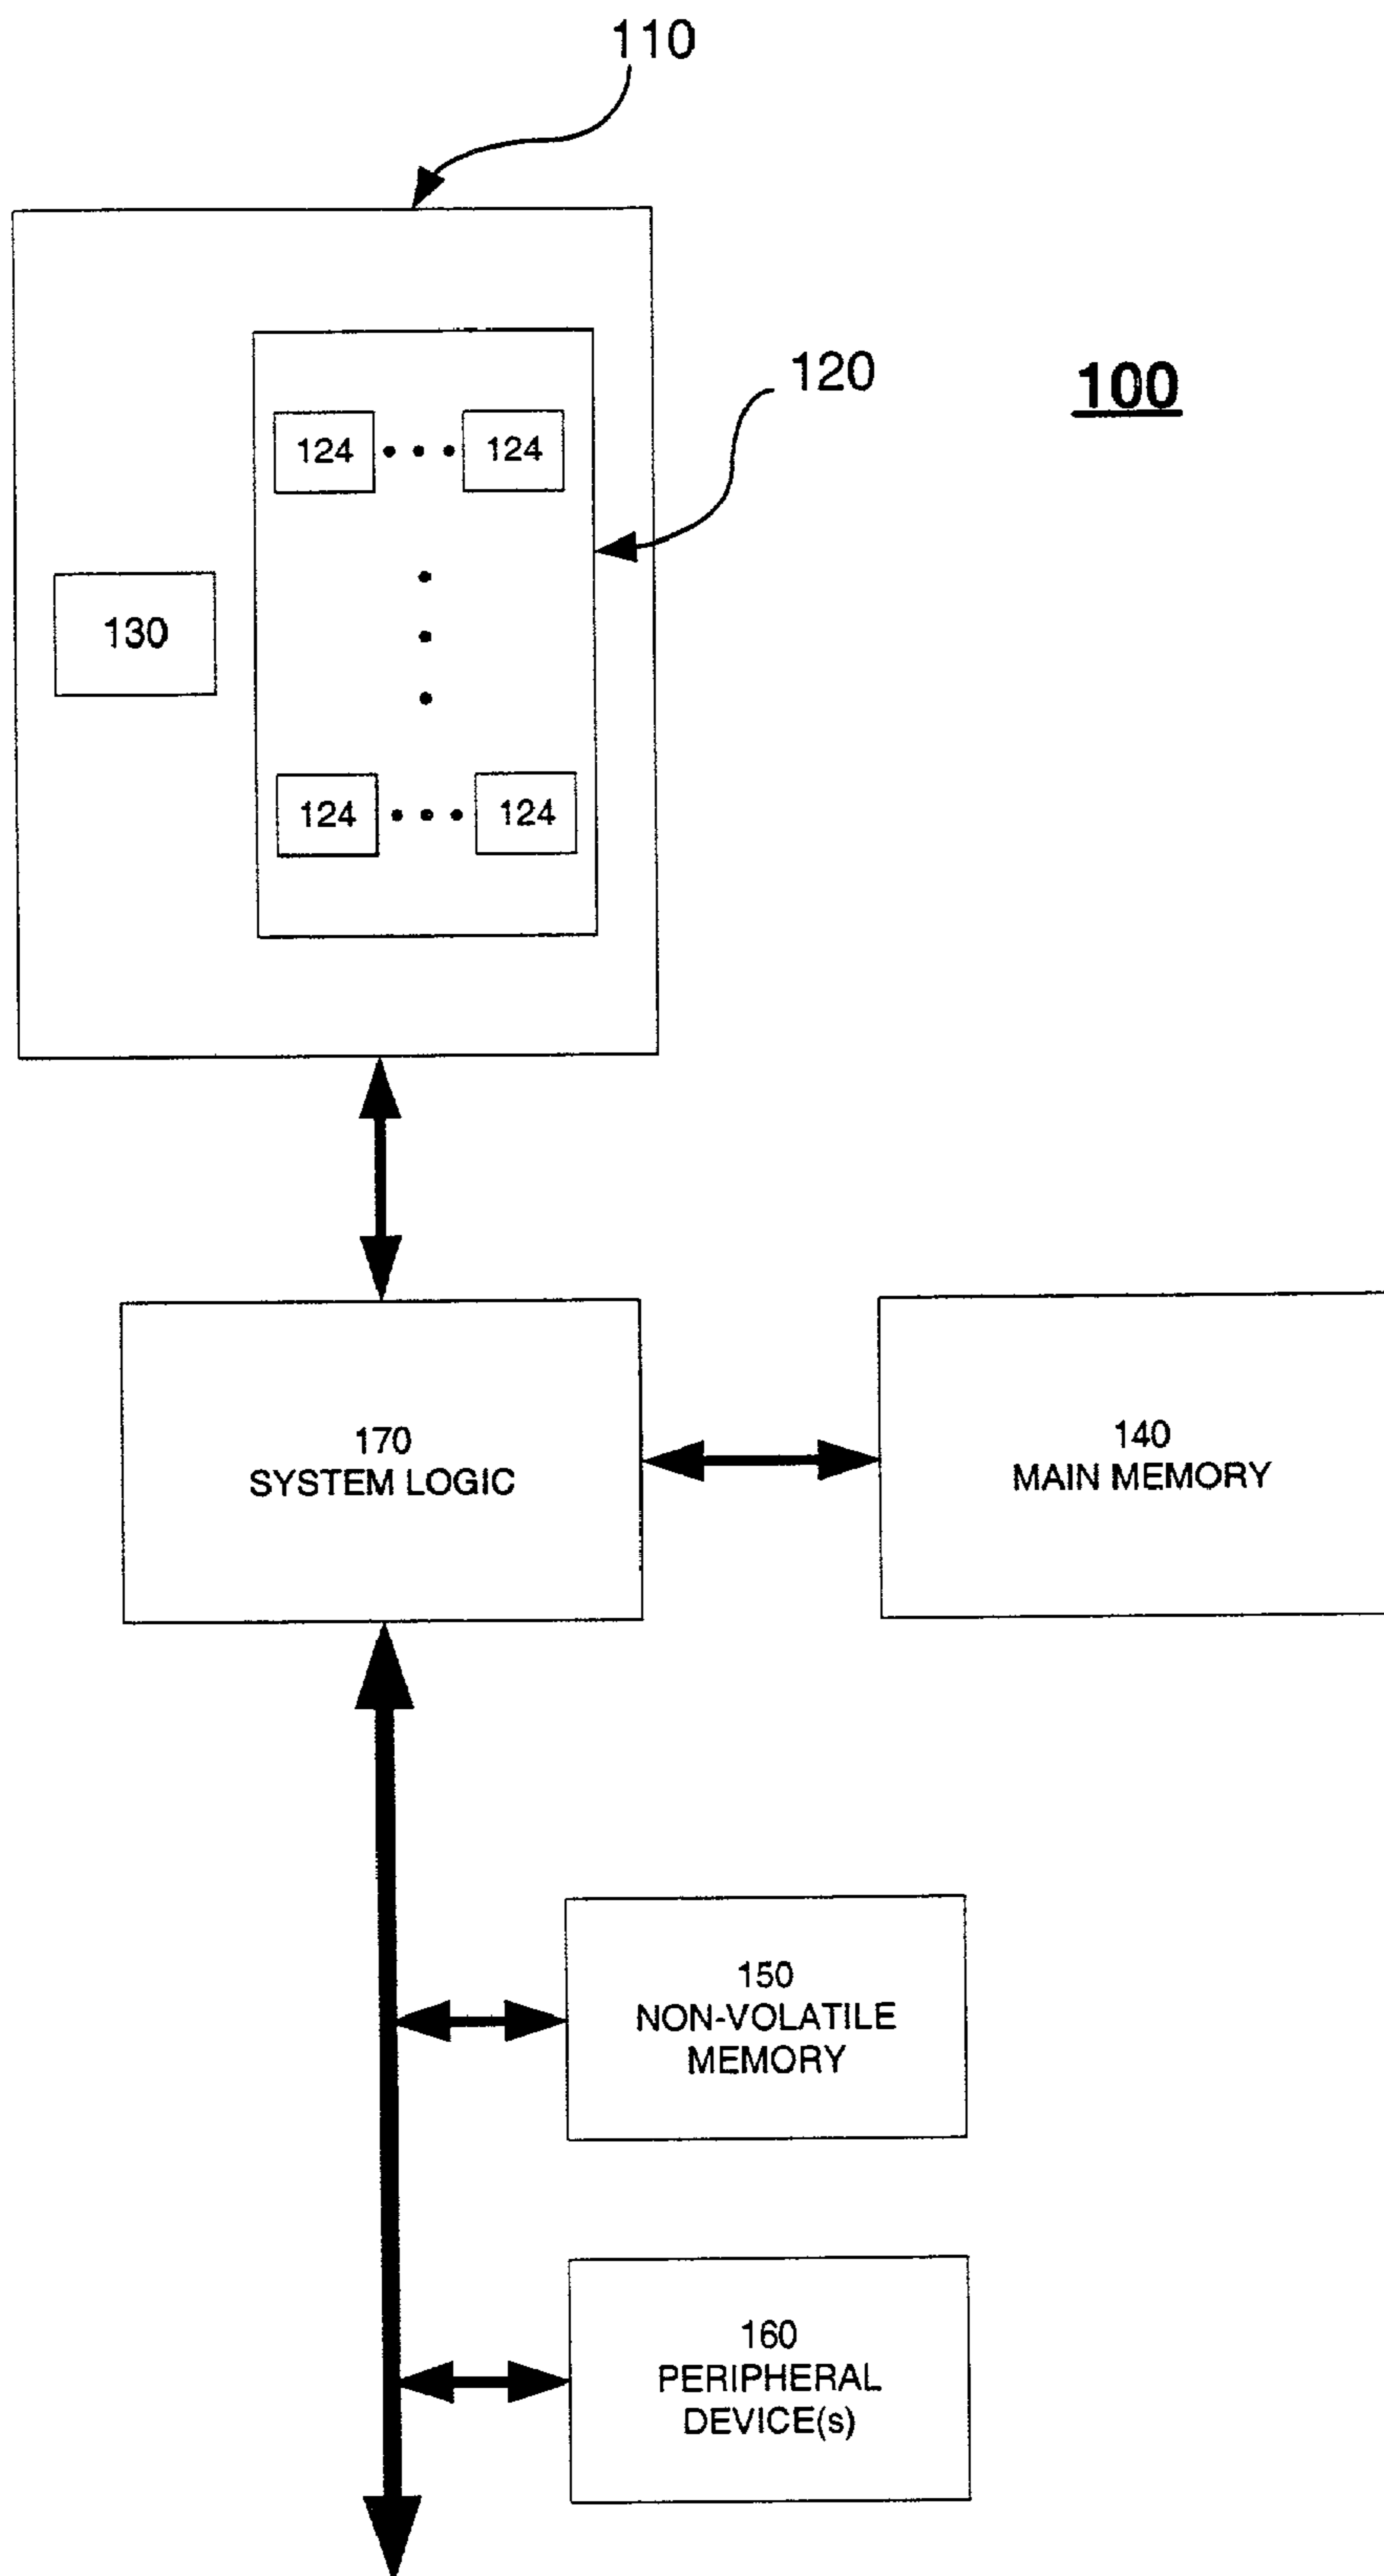 110
120
100
124 124
130
124 124
170
SYSTEM LOGIC
140
MAIN MEMORY
150
NON-VOLATILE
MEMORY
160
PERIPHERAL
DEVICE(s)